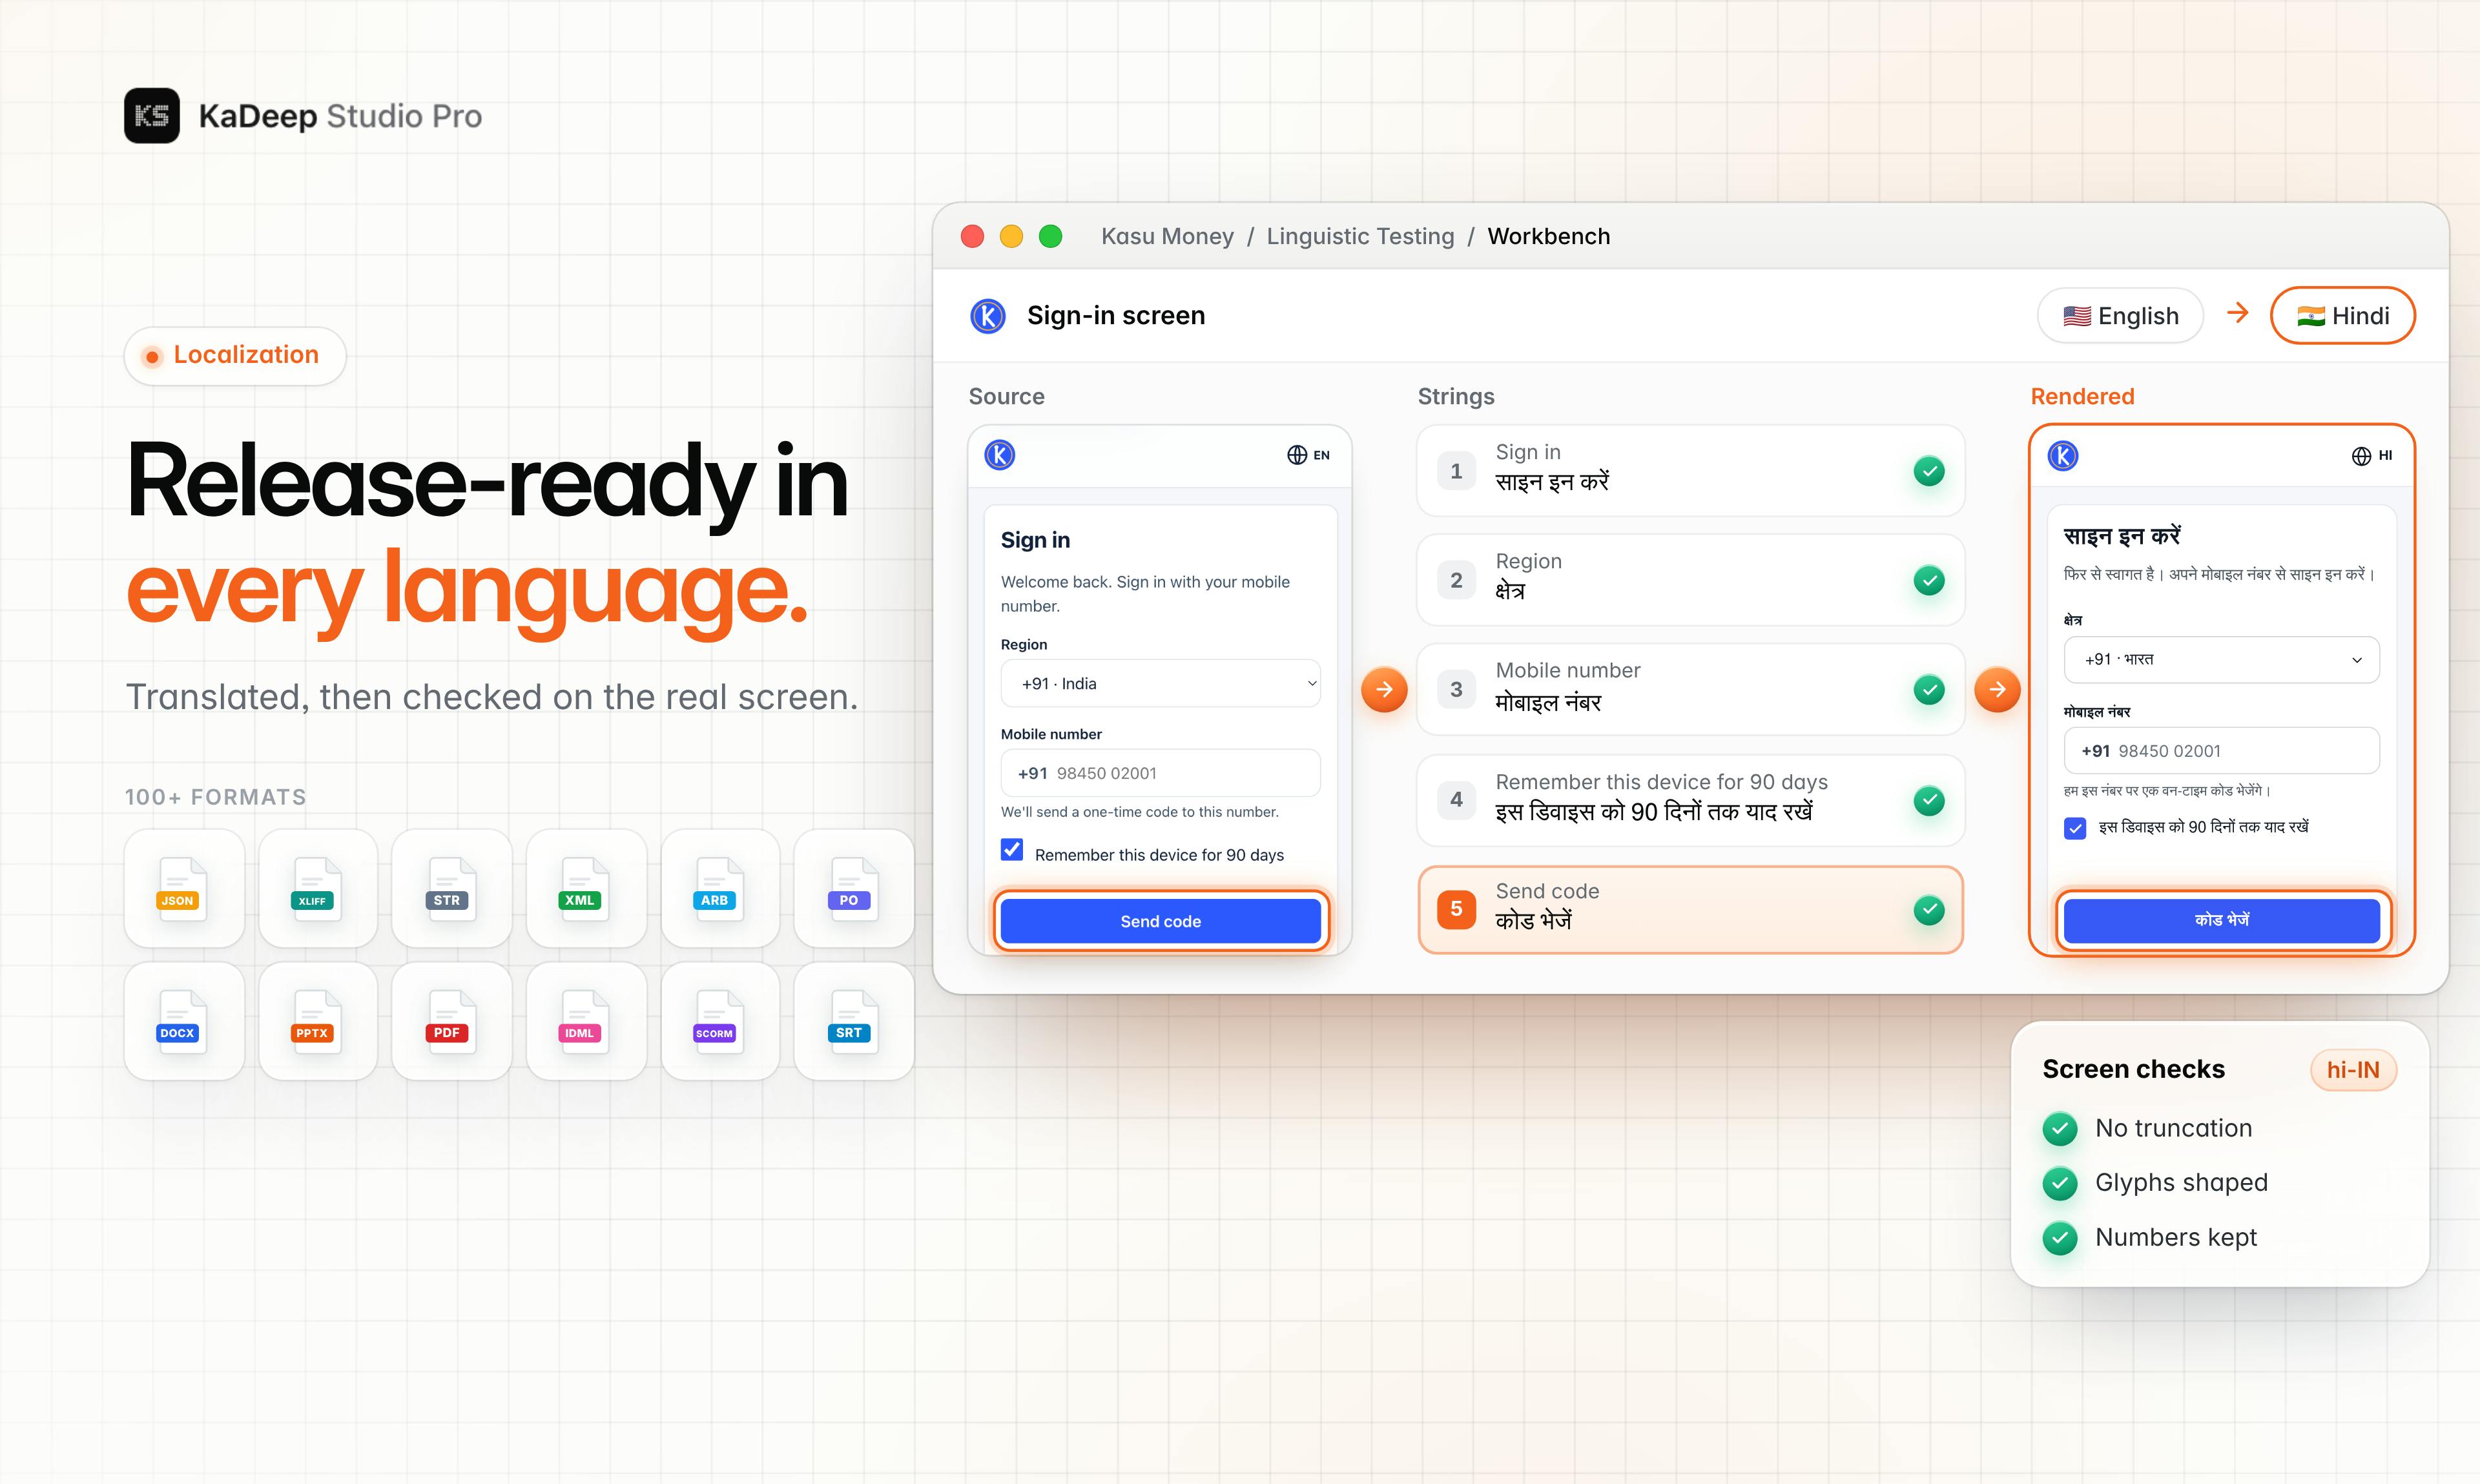 KS KaDeep Studio Pro
Localization
Release-ready in
every language.
Translated, then checked on the real screen.
100+ FORMATS
JSON XLIFF STR XML ARB PO
DOCX PPTX PDF IDML SCORM SRT
Kasu Money / Linguistic Testing / Workbench
K Sign-in screen
English → Hindi
Source
K EN
Sign in
Welcome back. Sign in with your mobile
number.
Region
+91 · India
Mobile number
+91 98450 02001
We'll send a one-time code to this number.
Remember this device for 90 days
Send code
Strings
1 Sign in
साइन इन करें
2 Region
क्षेत्र
3 Mobile number
मोबाइल नंबर
4 Remember this device for 90 days
इस डिवाइस को 90 दिनों तक याद रखें
5 Send code
कोड भेजें
Rendered
K HI
साइन इन करें
फिर से स्वागत है। अपने मोबाइल नंबर से साइन इन करें।
क्षेत्र
+91 · भारत
मोबाइल नंबर
+91 98450 02001
हम इस नंबर पर एक वन-टाइम कोड भेजेंगे।
इस डिवाइस को 90 दिनों तक याद रखें
कोड भेजें
Screen checks hi-IN
No truncation
Glyphs shaped
Numbers kept